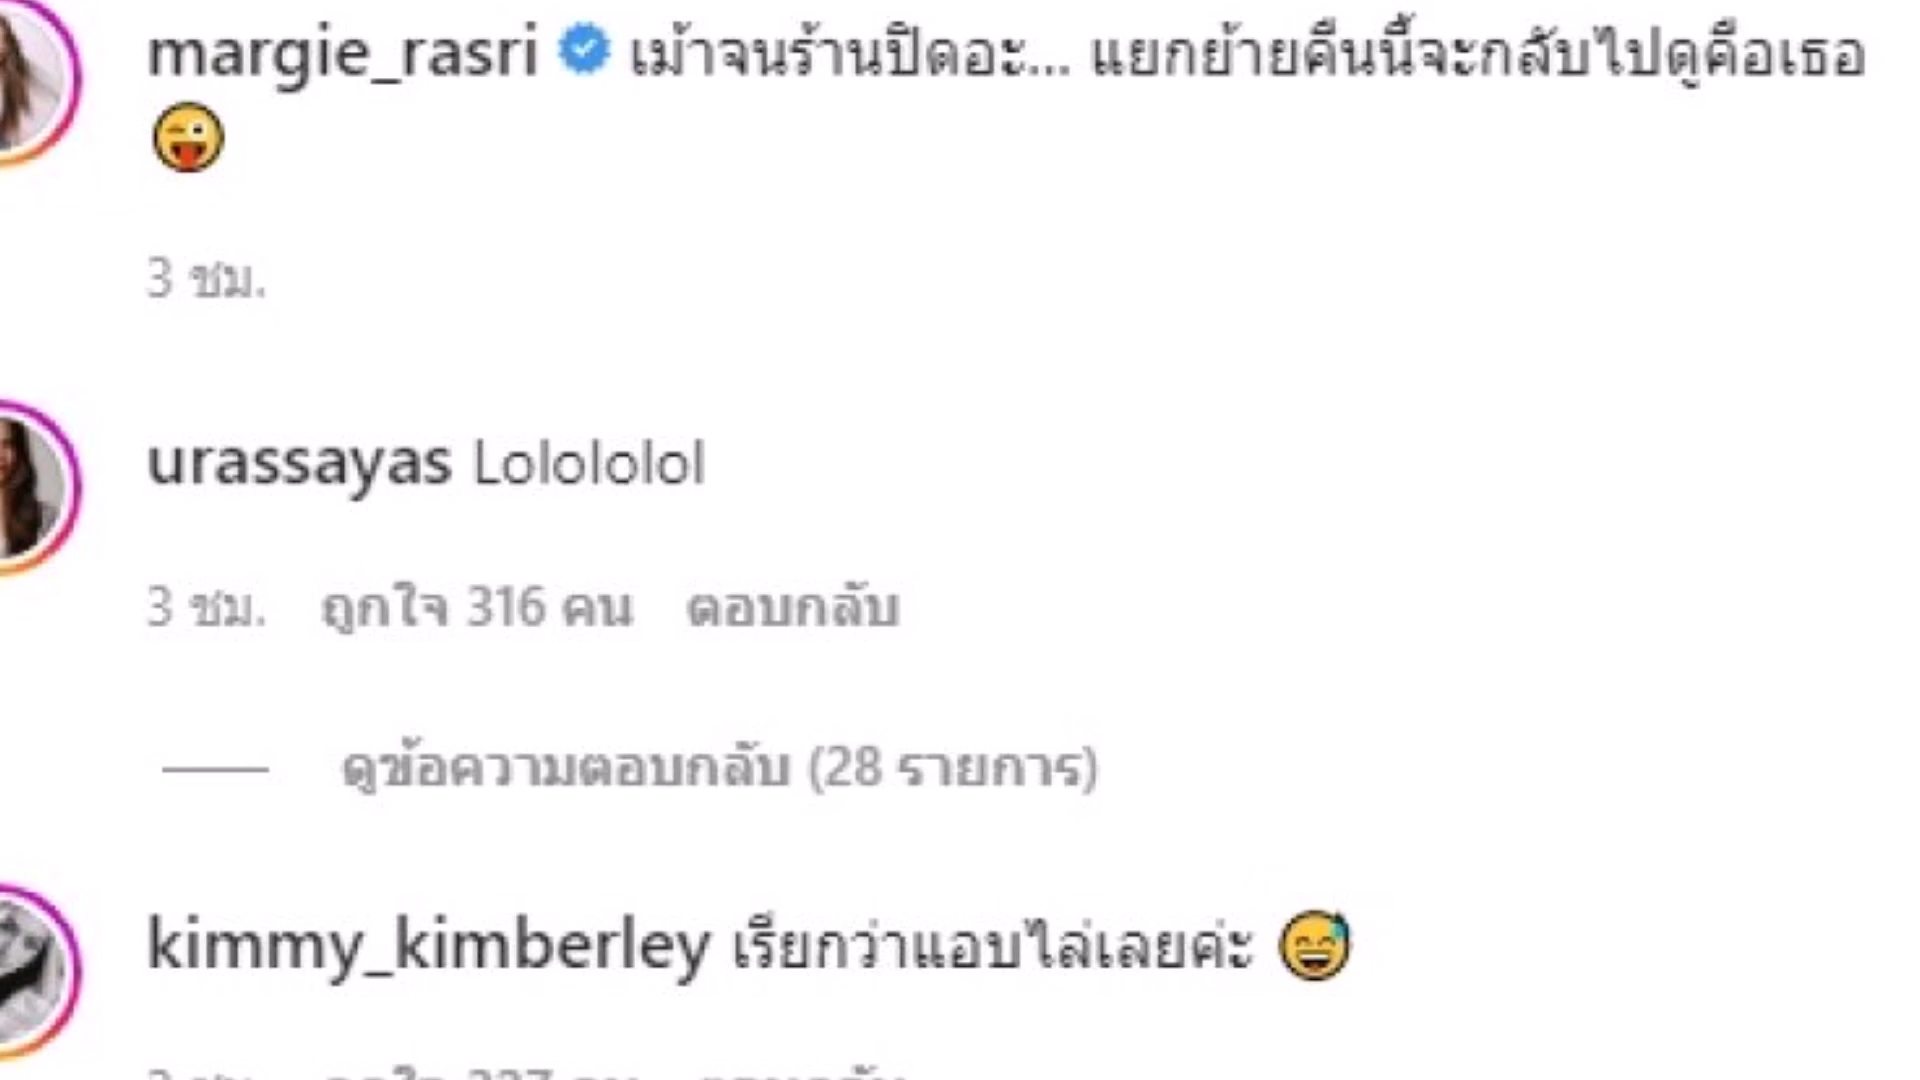 margie_rasri เม้าจนร้านปิดอะ... แยกย้ายคืนนี้จะกลับไปดูคือเธอ
😜
3 ชม.
urassayas Lolololol
3 ชม. ถูกใจ 316 คน ตอบกลับ
ดูข้อความตอบกลับ (28 รายการ)
kimmy_kimberley เรียกว่าแอบไล่เลยค่ะ 😅